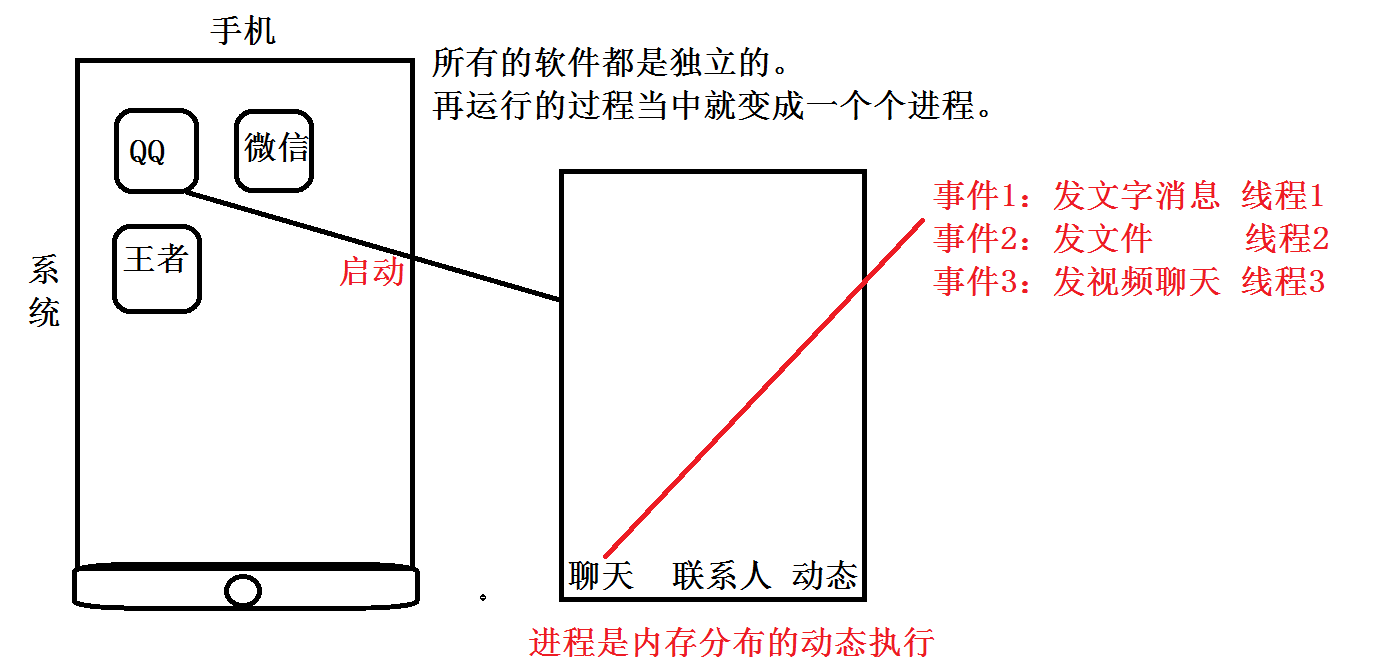 手机
所有的软件都是独立的。
再运行的过程当中就变成一个个进程。
QQ
微信
王者
系统
启动
事件1：发文字消息 线程1
事件2：发文件 线程2
事件3：发视频聊天 线程3
聊天 联系人 动态
进程是内存分布的动态执行